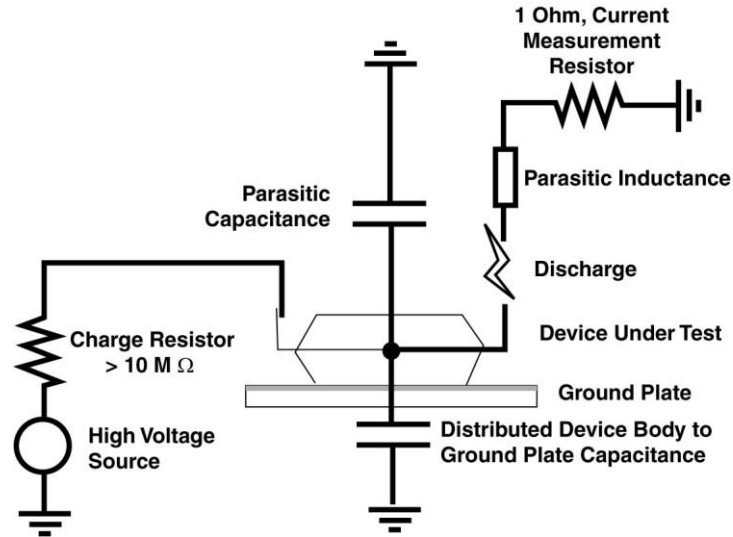 1 Ohm, Current
Measurement
Resistor
Parasitic
Capacitance
Parasitic Inductance
Discharge
Charge Resistor
> 10 M Ω
Device Under Test
Ground Plate
High Voltage
Source
Distributed Device Body to
Ground Plate Capacitance